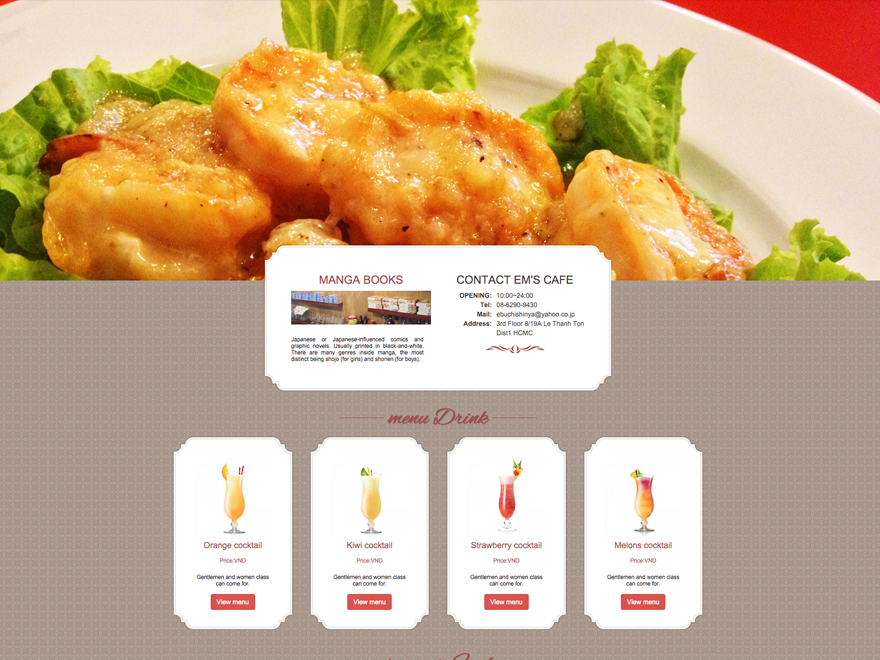 MANGA BOOKS
Japanese or Japanese-influenced comics and
graphic novels. Usually printed in black-and-white.
There are many genres inside manga, the most
distinct being shojo (for girls) and shonen (for boys).
CONTACT EM'S CAFE
OPENING: 10:00~24:00
Tel: 08-6290-9430
Mail: ebuchishinya@yahoo.co.jp
Address: 3rd Floor 8/19A Le Thanh Ton
Dist1 HCMC
menu Drink
Orange cocktail
Price:VND
Gentlemen and women class
can come for.
View menu
Kiwi cocktail
Price:VND
Gentlemen and women class
can come for.
View menu
Strawberry cocktail
Price:VND
Gentlemen and women class
can come for.
View menu
Melons cocktail
Price:VND
Gentlemen and women class
can come for.
View menu